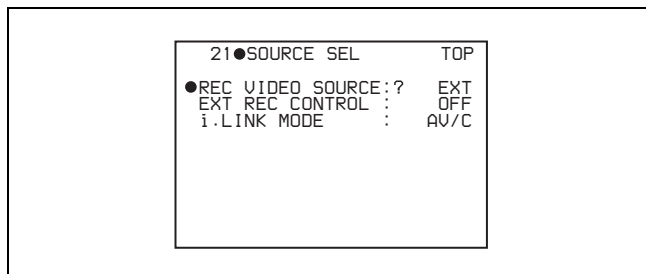 21●SOURCE SEL TOP
●REC VIDEO SOURCE:? EXT
EXT REC CONTROL : OFF
i.LINK MODE : AV/C